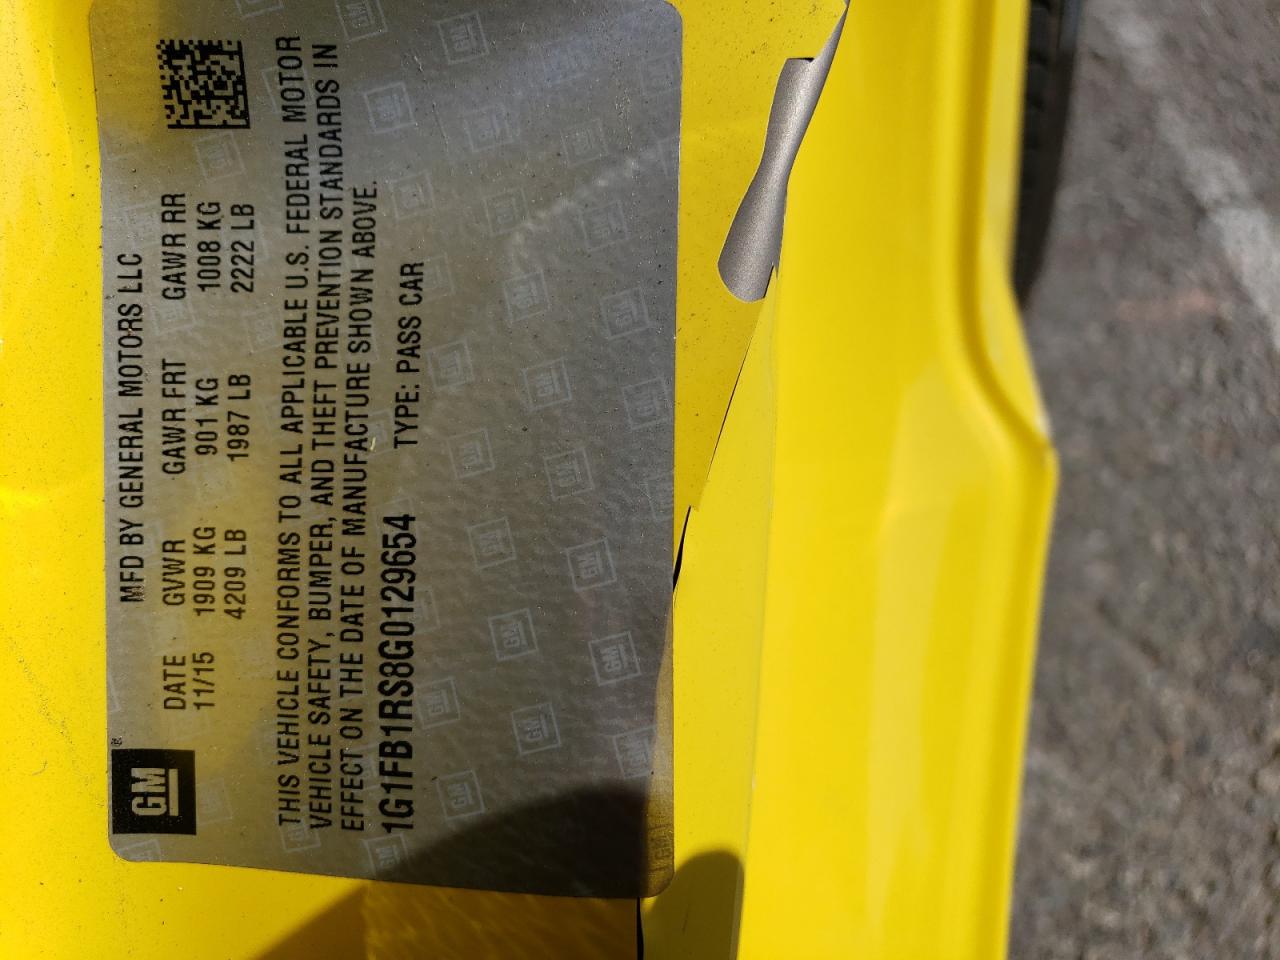 GM
MFD BY GENERAL MOTORS LLC
DATE GVWR GAWR FRT GAWR RR
11/15 1909 KG 901 KG 1008 KG
4209 LB 1987 LB 2222 LB
THIS VEHICLE CONFORMS TO ALL APPLICABLE U.S. FEDERAL MOTOR
VEHICLE SAFETY, BUMPER, AND THEFT PREVENTION STANDARDS IN
EFFECT ON THE DATE OF MANUFACTURE SHOWN ABOVE.
1G1FB1RS8G0129654 TYPE: PASS CAR